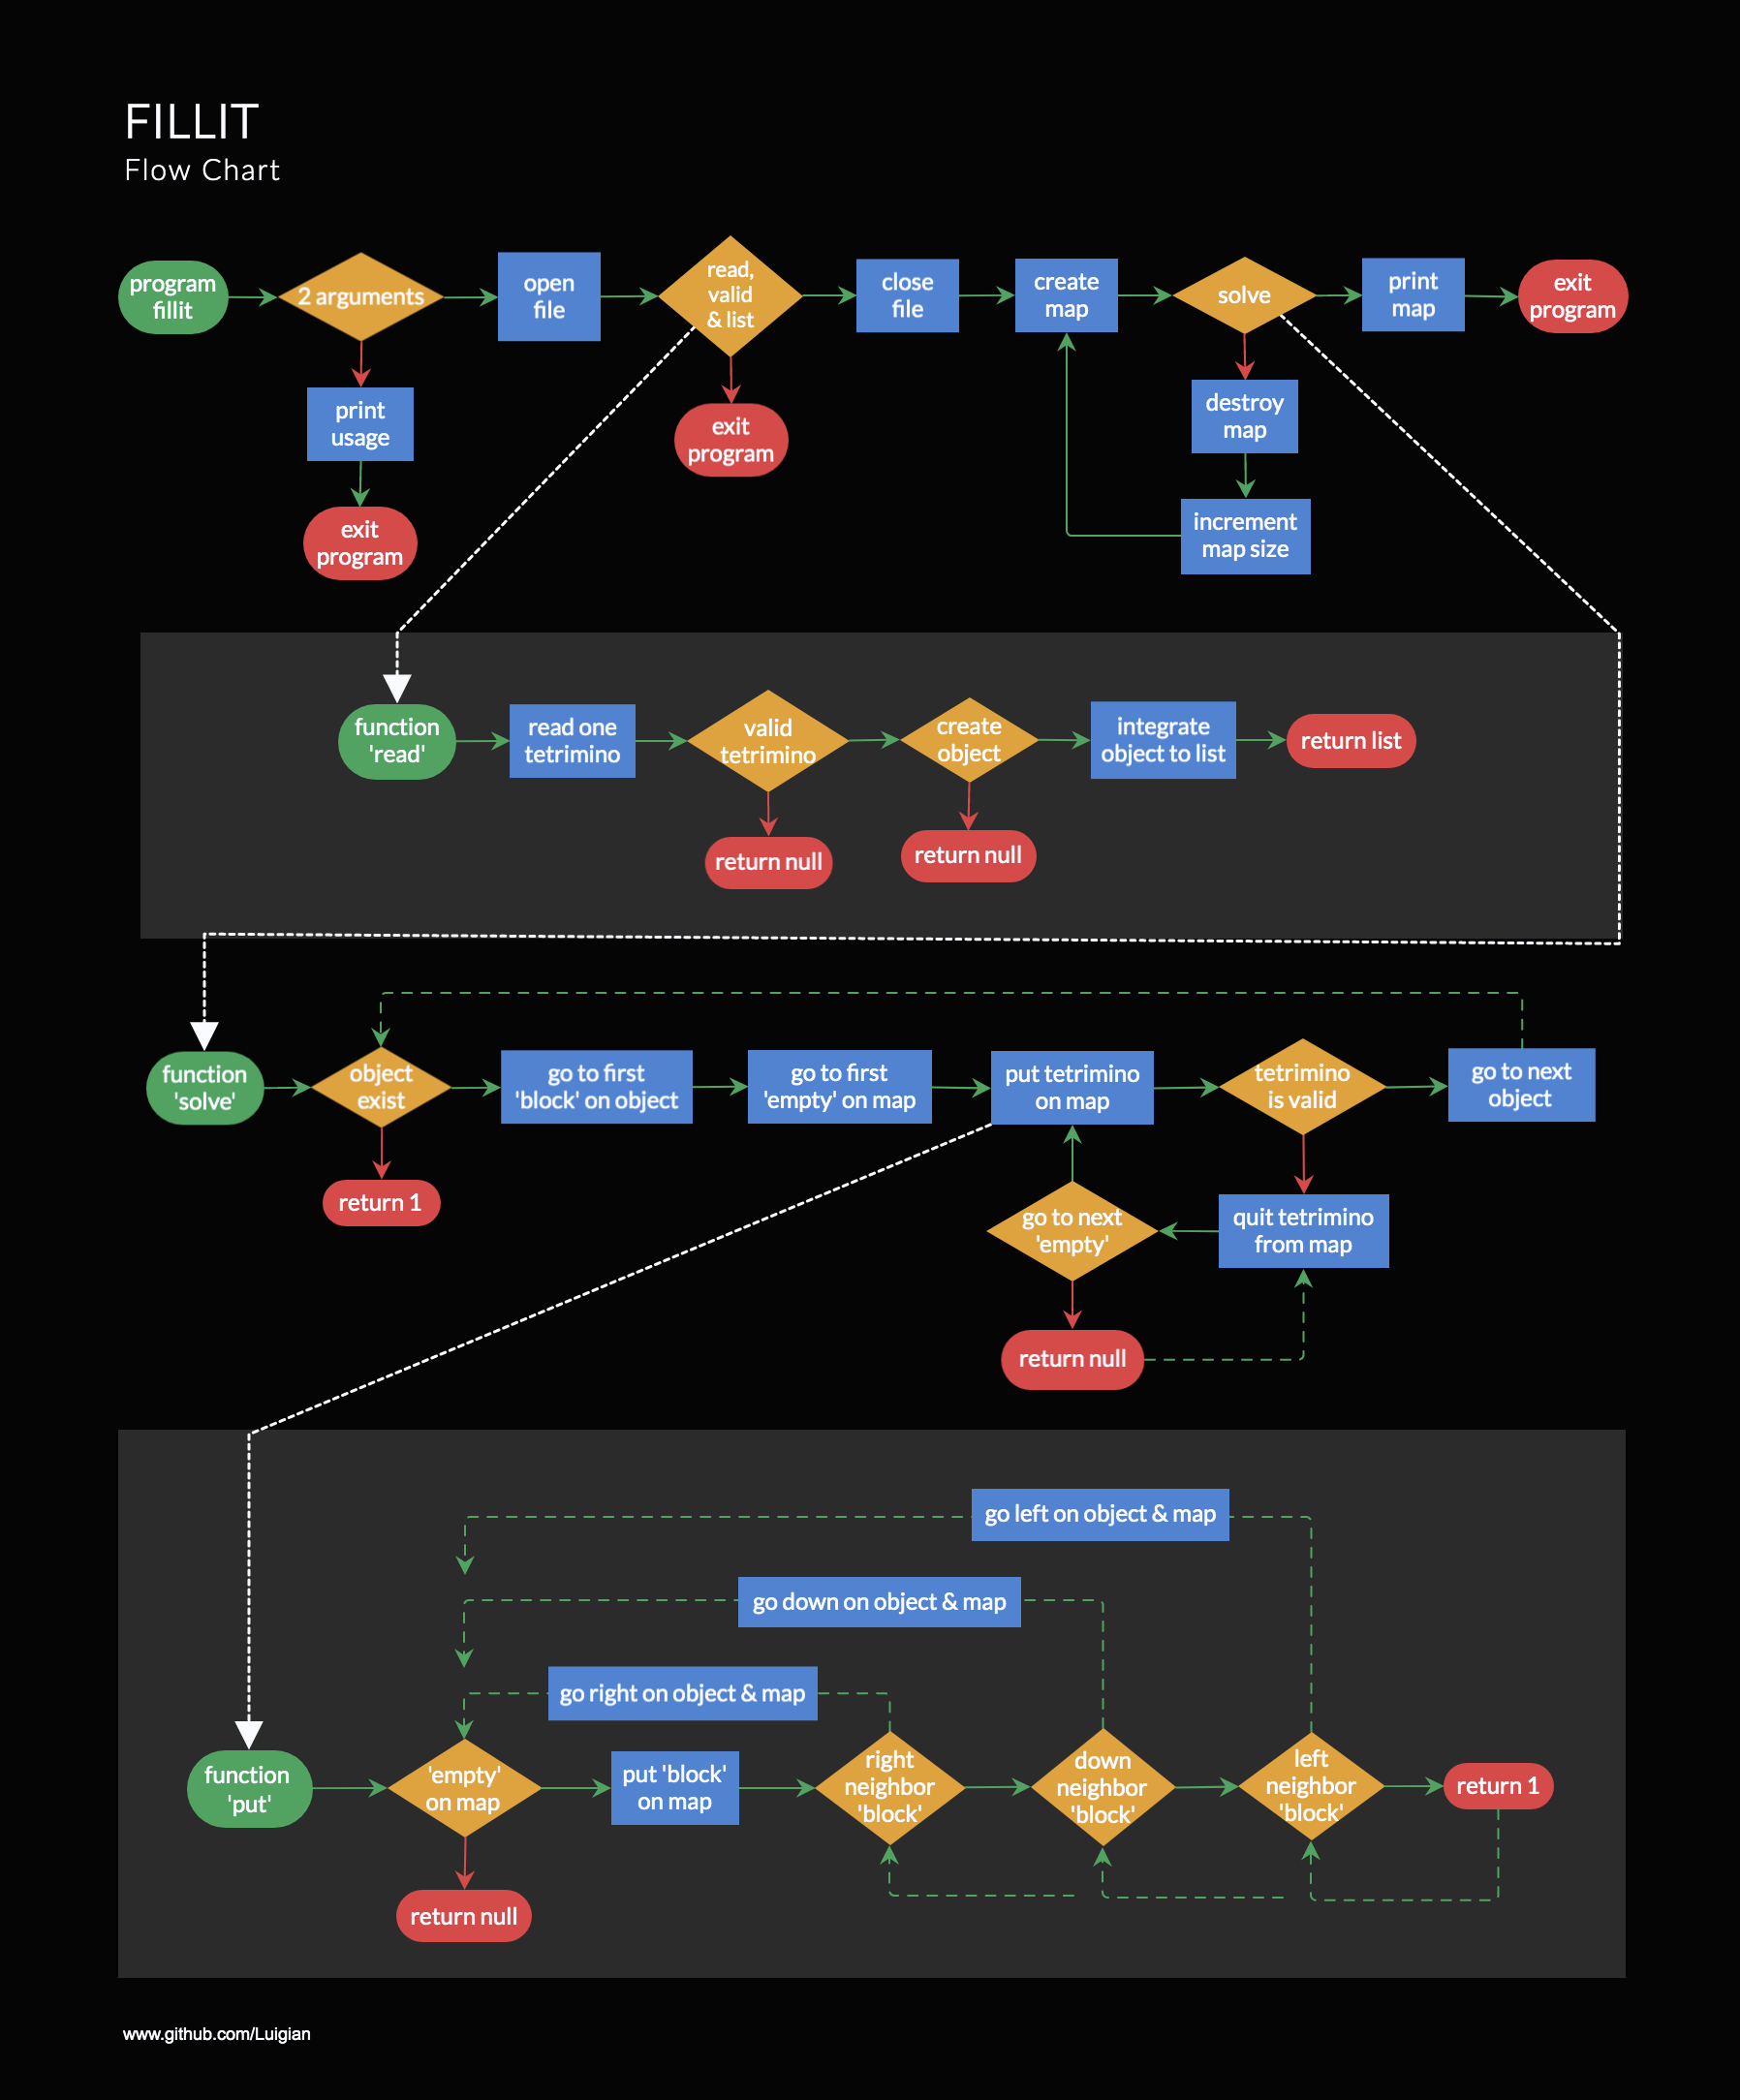 FILLIT
Flow Chart
program
fillit
2 arguments
open
file
read,
valid
& list
close
file
create
map
solve
print
map
exit
program
print
usage
exit
program
exit
program
destroy
map
increment
map size
function
'read'
read one
tetrimino
valid
tetrimino
create
object
integrate
object to list
return list
return null
return null
function
'solve'
object
exist
go to first
'block' on object
go to first
'empty' on map
put tetrimino
on map
tetrimino
is valid
go to next
object
return 1
go to next
'empty'
quit tetrimino
from map
return null
go left on object & map
go down on object & map
go right on object & map
function
'put'
'empty'
on map
put 'block'
on map
right
neighbor
'block'
down
neighbor
'block'
left
neighbor
'block'
return 1
return null
www.github.com/Luigian